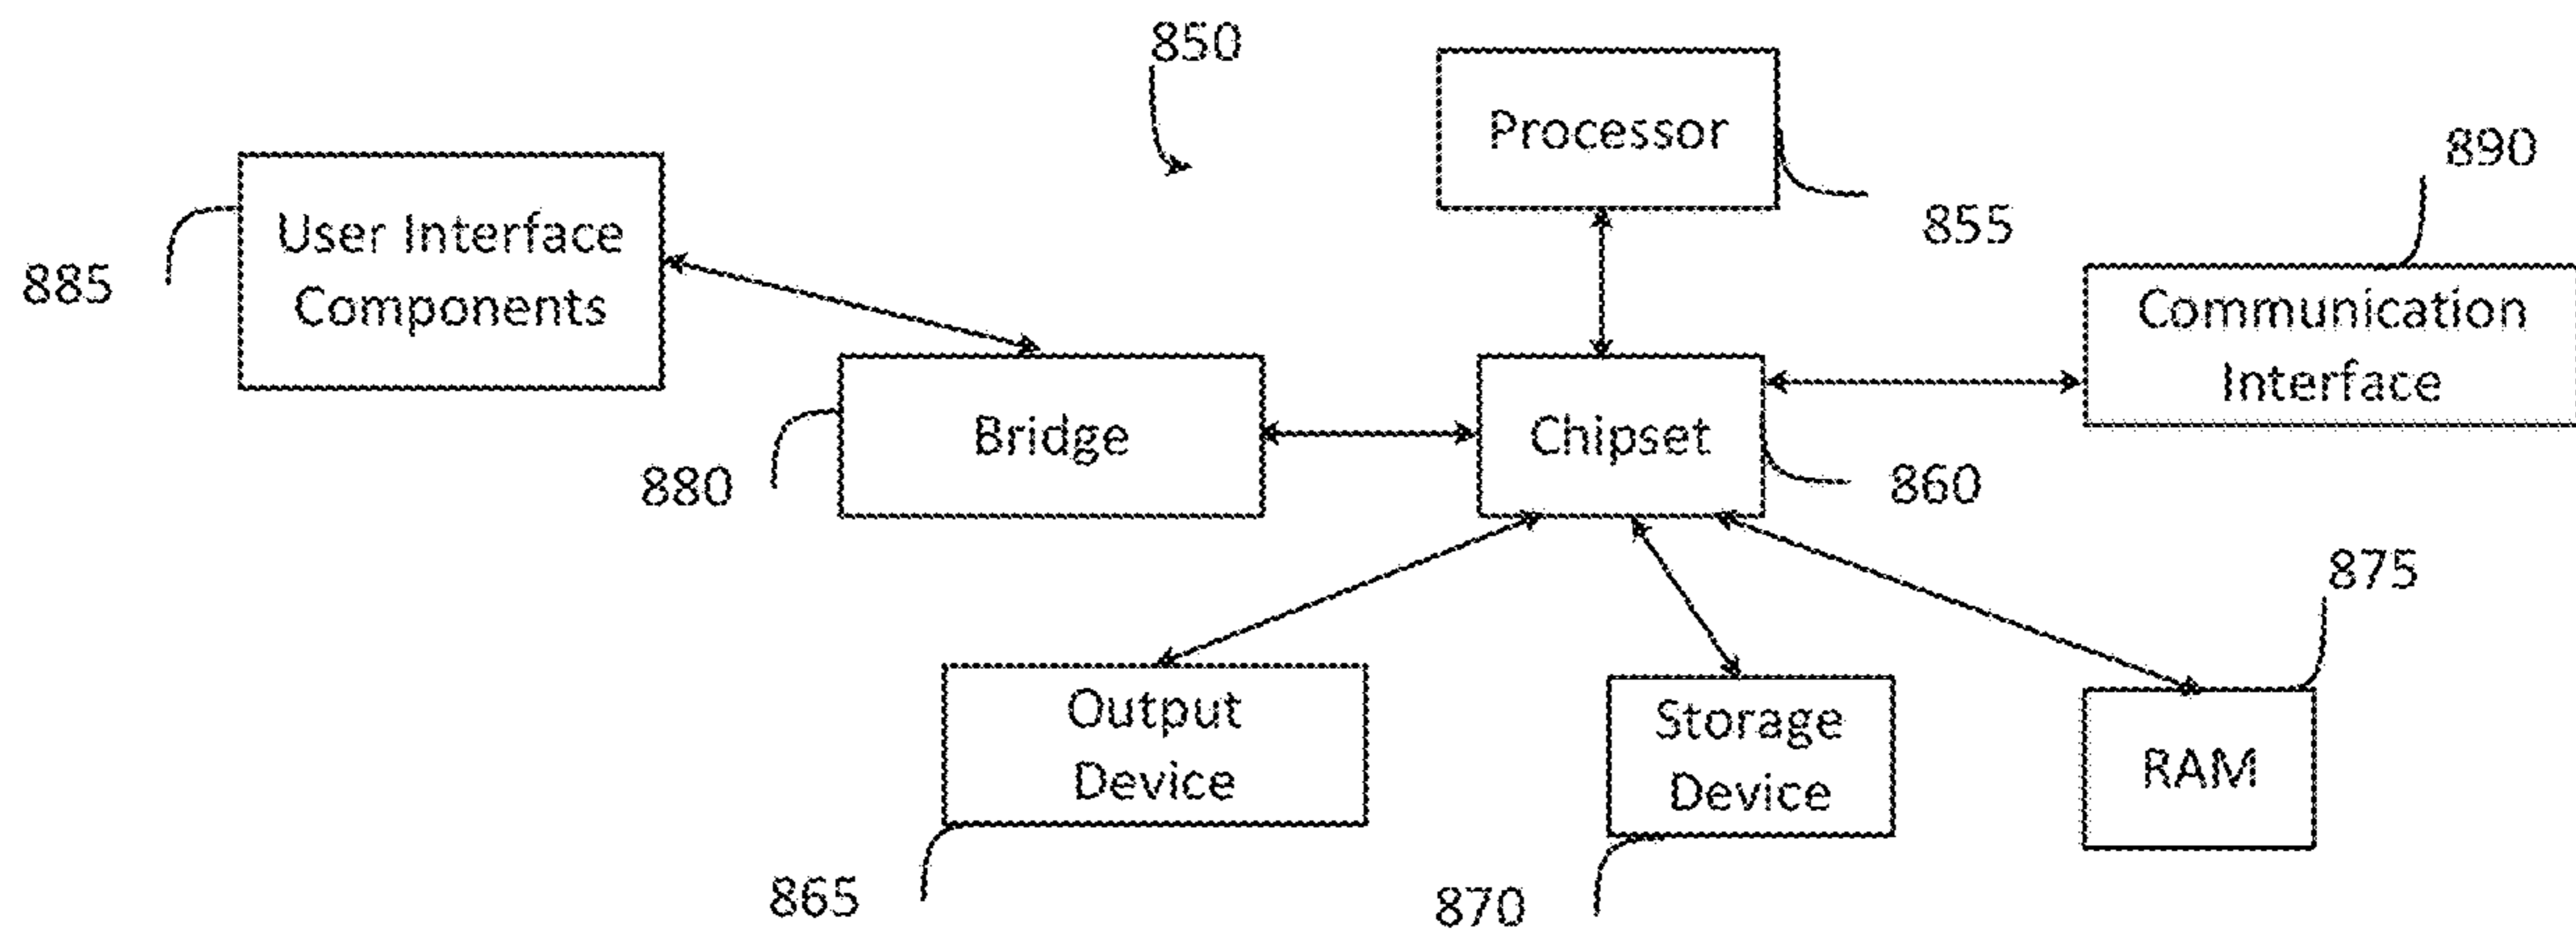 850
Processor
890
855
User Interface
Components
885
Communication
Interface
Bridge
Chipset
880
860
875
Output
Device
Storage
Device
RAM
865
870